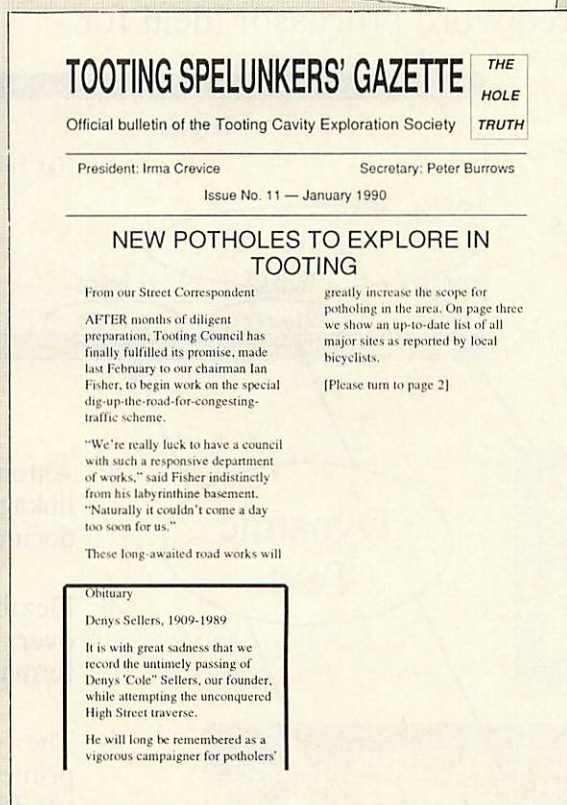 TOOTING SPELUNKERS' GAZETTE
THE
HOLE
TRUTH
Official bulletin of the Tooting Cavity Exploration Society
President: Irma Crevice Secretary: Peter Burrows
Issue No. 11 — January 1990
NEW POTHOLES TO EXPLORE IN
TOOTING
From our Street Correspondent
AFTER months of diligent
preparation, Tooting Council has
finally fulfilled its promise, made
last February to our chairman Ian
Fisher, to begin work on the special
dig-up-the-road-for-congesting-
traffic scheme.
"We're really luck to have a council
with such a responsive department
of works," said Fisher indistinctly
from his labyrinthine basement.
"Naturally it couldn't come a day
too soon for us."
These long-awaited road works will
greatly increase the scope for
potholing in the area. On page three
we show an up-to-date list of all
major sites as reported by local
bicyclists.
[Please turn to page 2]
Obituary
Denys Sellers, 1909-1989
It is with great sadness that we
record the untimely passing of
Denys 'Cole" Sellers, our founder,
while attempting the unconquered
High Street traverse.
He will long be remembered as a
vigorous campaigner for potholers'